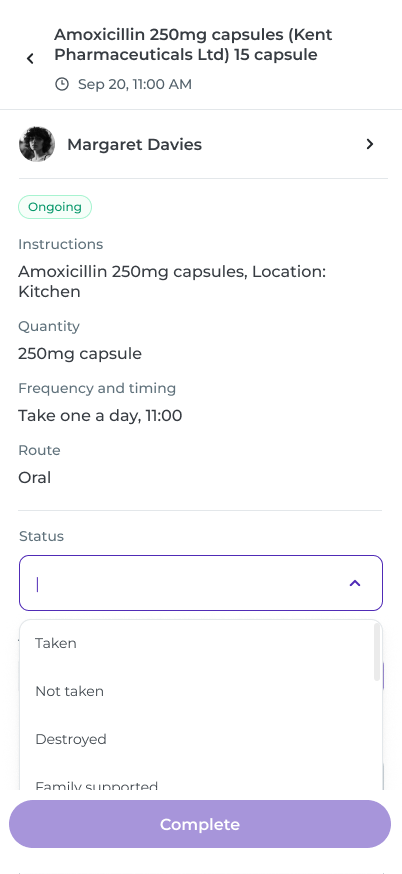 Amoxicillin 250mg capsules (Kent
Pharmaceuticals Ltd) 15 capsule
Sep 20, 11:00 AM
Margaret Davies
Ongoing
Instructions
Amoxicillin 250mg capsules, Location:
Kitchen
Quantity
250mg capsule
Frequency and timing
Take one a day, 11:00
Route
Oral
Status
Taken
Not taken
Destroyed
Family supported
Complete